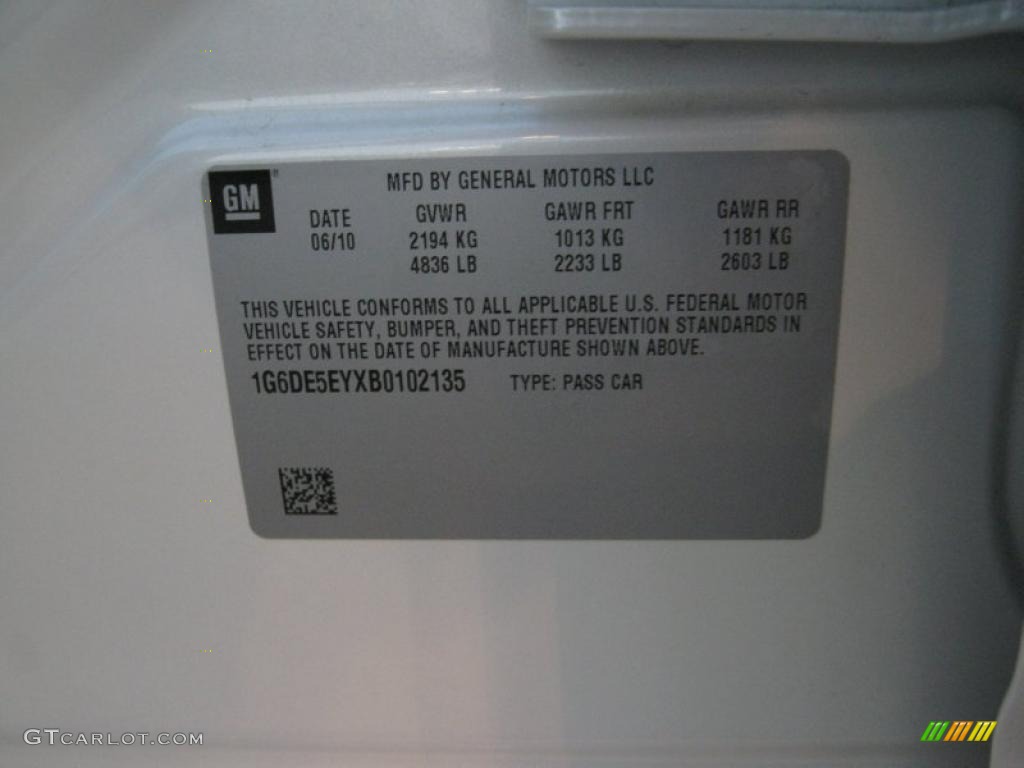 GM
MFD BY GENERAL MOTORS LLC
DATE GVWR GAWR FRT GAWR RR
06/10 2194 KG 1013 KG 1181 KG
4836 LB 2233 LB 2603 LB
THIS VEHICLE CONFORMS TO ALL APPLICABLE U.S. FEDERAL MOTOR
VEHICLE SAFETY, BUMPER, AND THEFT PREVENTION STANDARDS IN
EFFECT ON THE DATE OF MANUFACTURE SHOWN ABOVE.
1G6DE5EYXB0102135 TYPE: PASS CAR
GTCARLOT.COM